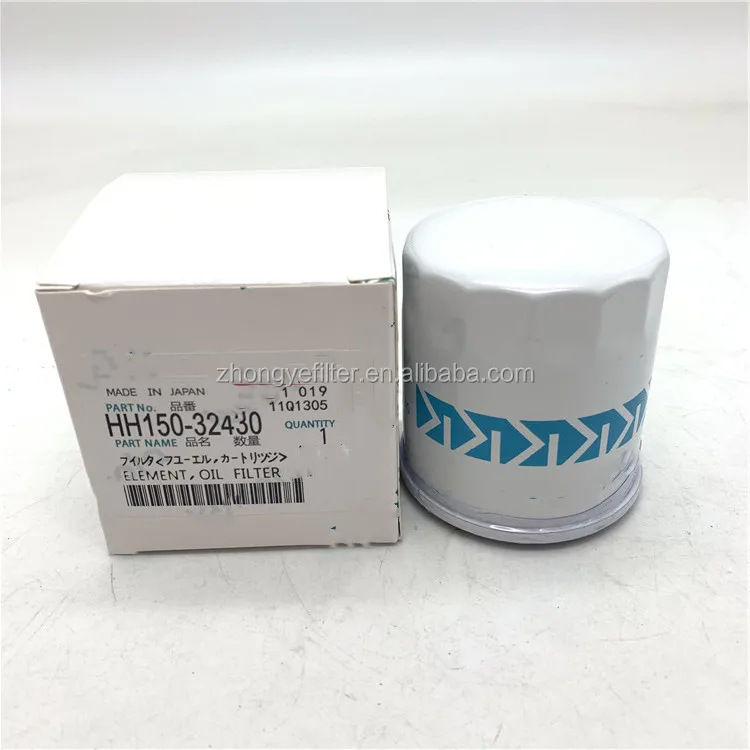 zhongyefilter.en.alibaba.com
MADE IN JAPAN 1 019
PART No. 品番 11Q1305
HH150-32430 QUANTITY
PART NAME 品名 数量 1
フイルタ<フユーエル,カートリツジ>
ELEMENT, OIL FILTER